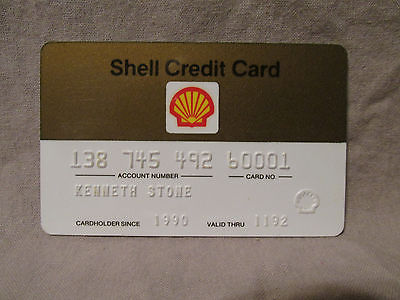 Shell Credit Card
138 745 492 60001
ACCOUNT NUMBER CARD NO.
KENNETH STONE
CARDHOLDER SINCE 1990 VALID THRU 1192